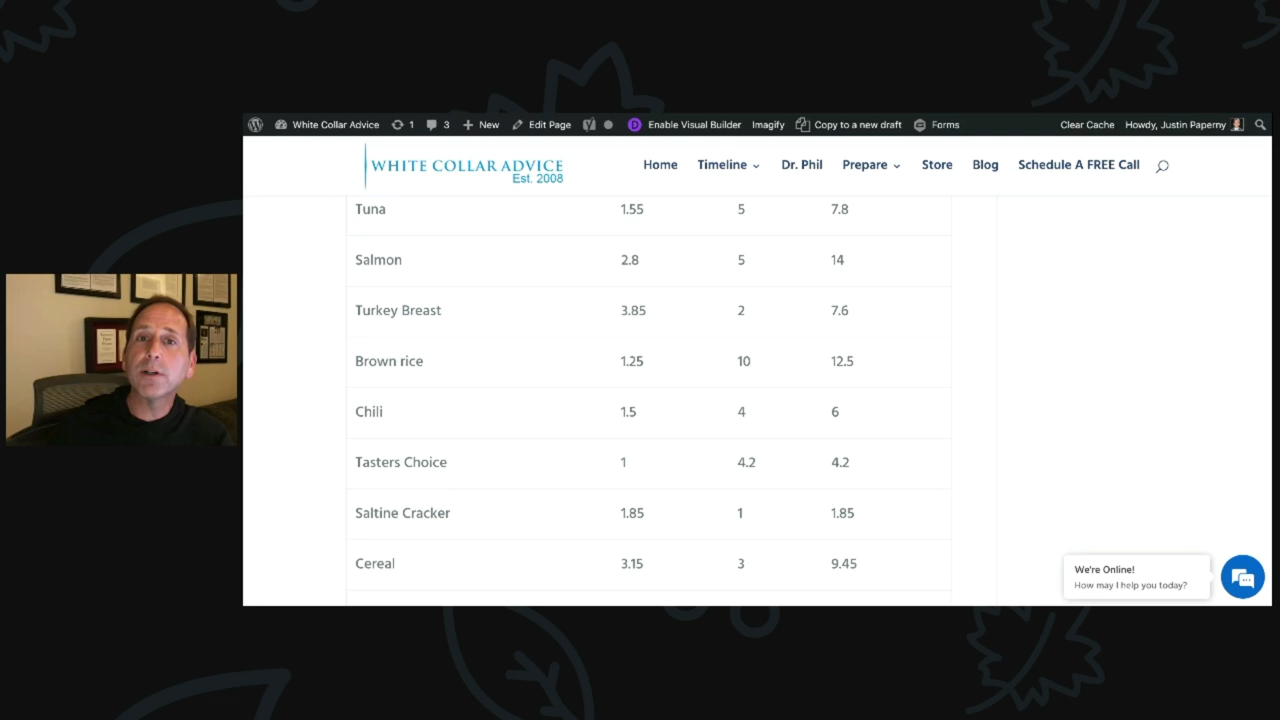 White Collar Advice 1 3 New Edit Page Enable Visual Builder Imagify Copy to a new draft Forms Clear Cache Howdy, Justin Paperny
WHITE COLLAR ADVICE
Est. 2008
Home Timeline Dr. Phil Prepare Store Blog Schedule A FREE Call
Tuna 1.55 5 7.8
Salmon 2.8 5 14
Turkey Breast 3.85 2 7.6
Brown rice 1.25 10 12.5
Chili 1.5 4 6
Tasters Choice 1 4.2 4.2
Saltine Cracker 1.85 1 1.85
Cereal 3.15 3 9.45
We're Online!
How may I help you today?